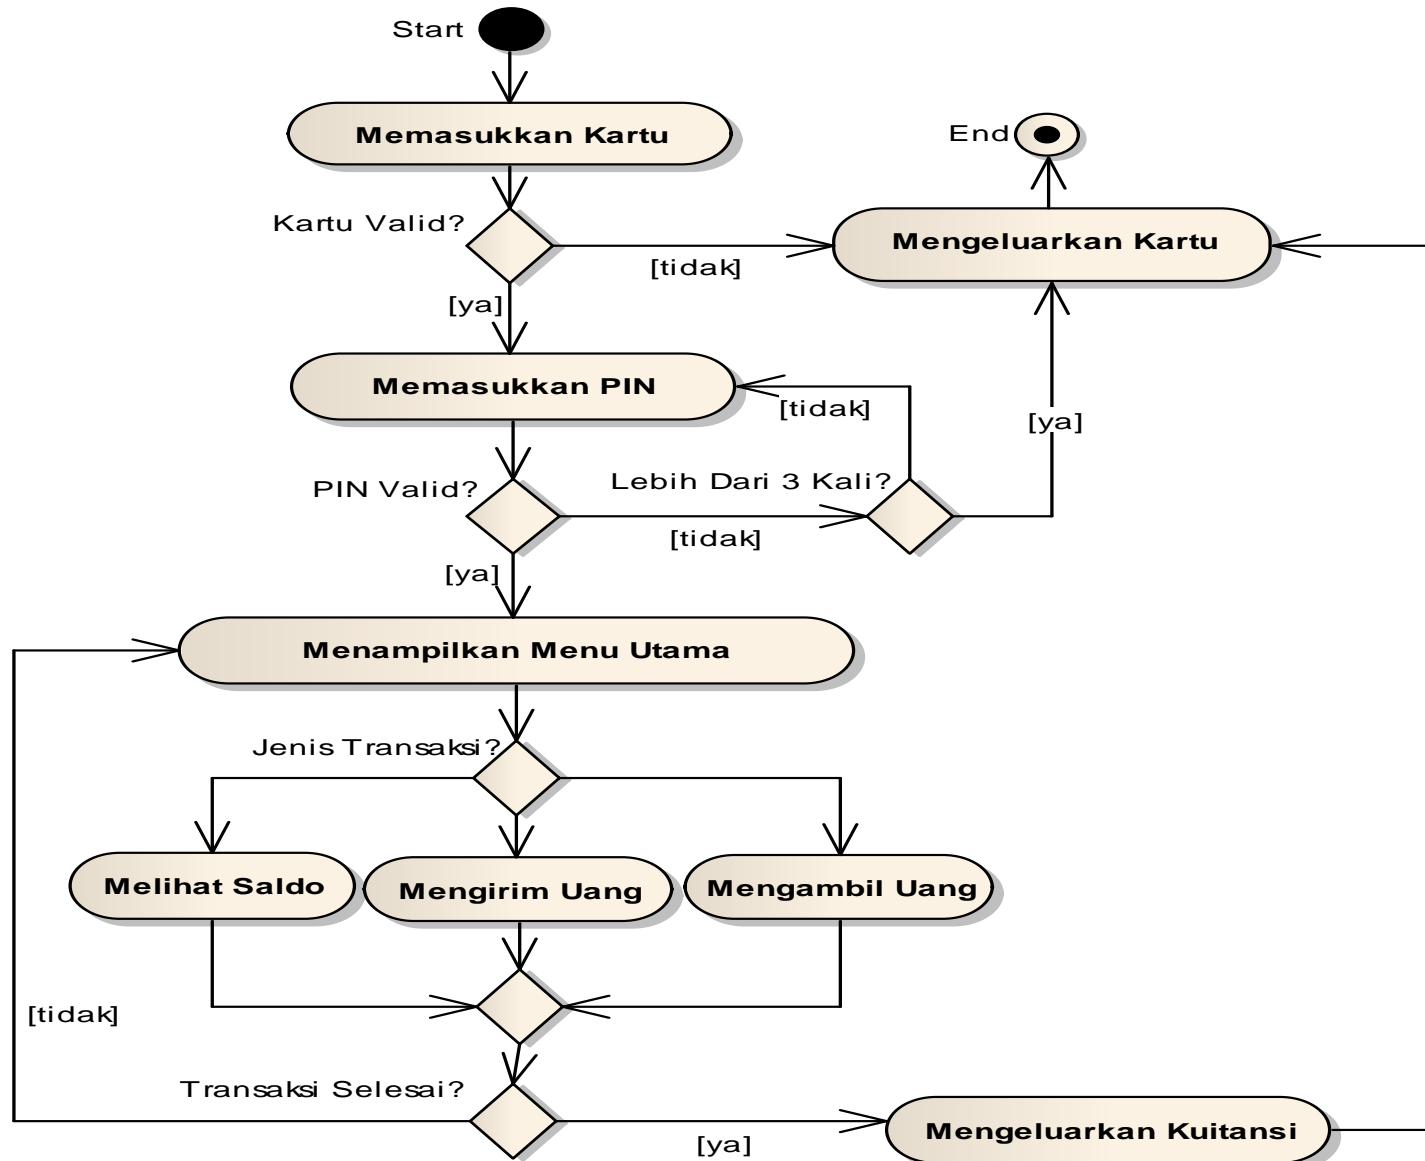 Start
Memasukkan Kartu
End
Kartu Valid?
Mengeluarkan Kartu
[tidak]
[ya]
Memasukkan PIN
[tidak]
[ya]
PIN Valid?
Lebih Dari 3 Kali?
[tidak]
[ya]
Menampilkan Menu Utama
Jenis Transaksi?
Melihat Saldo
Mengirim Uang
Mengambil Uang
[tidak]
Transaksi Selesai?
[ya]
Mengeluarkan Kuitansi